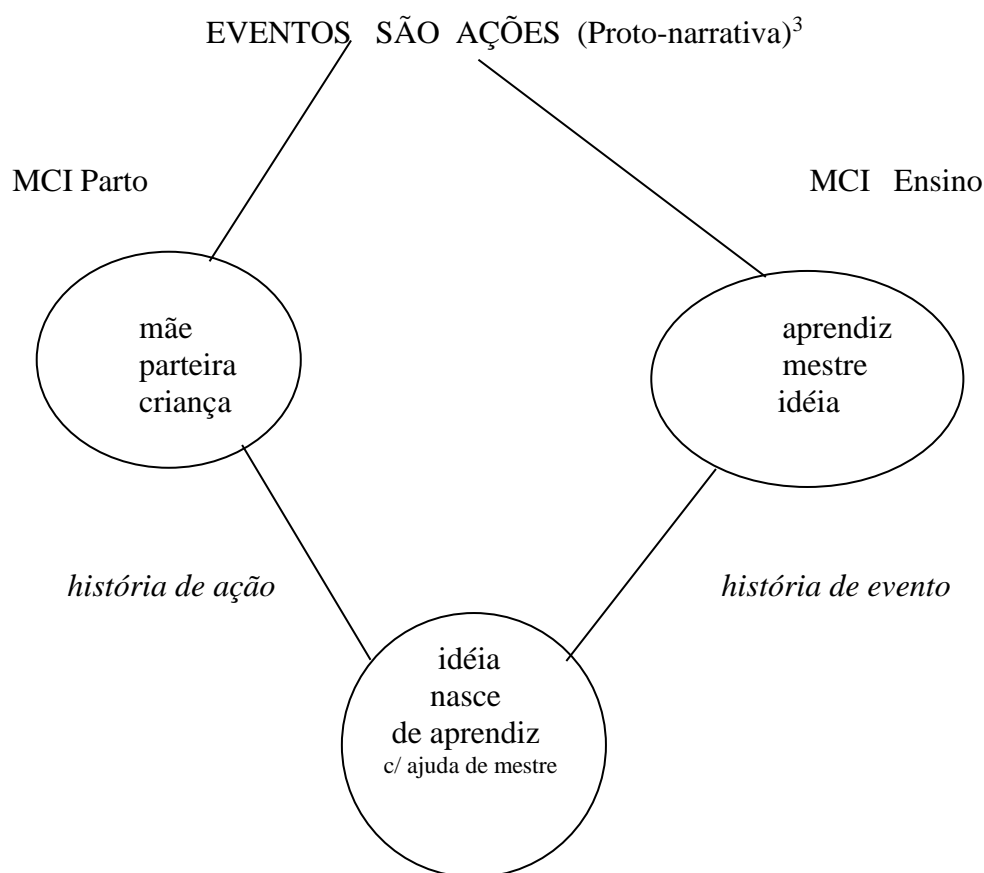 EVENTOS SÃO AÇÕES (Proto-narrativa)³
MCI Parto
MCI Ensino
mãe
parteira
criança
aprendiz
mestre
idéia
história de ação
história de evento
idéia
nasce
de aprendiz
c/ ajuda de mestre